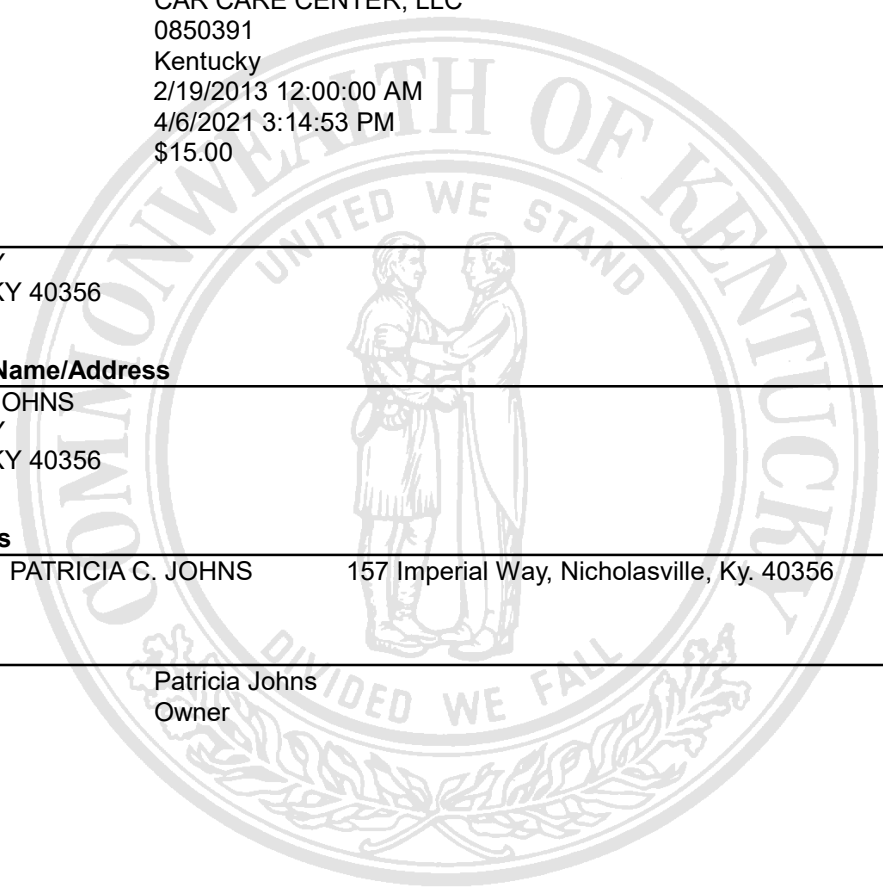 CAR CARE CENTER, LLC
0850391
Kentucky
2/19/2013 12:00:00 AM
4/6/2021 3:14:53 PM
$15.00
Y
KY 40356
Name/Address
JOHNS
Y
KY 40356
s
PATRICIA C. JOHNS 157 Imperial Way, Nicholasville, Ky. 40356
Patricia Johns
Owner
COMMONWEALTH OF KENTUCKY
UNITED WE STAND
DIVIDED WE FALL